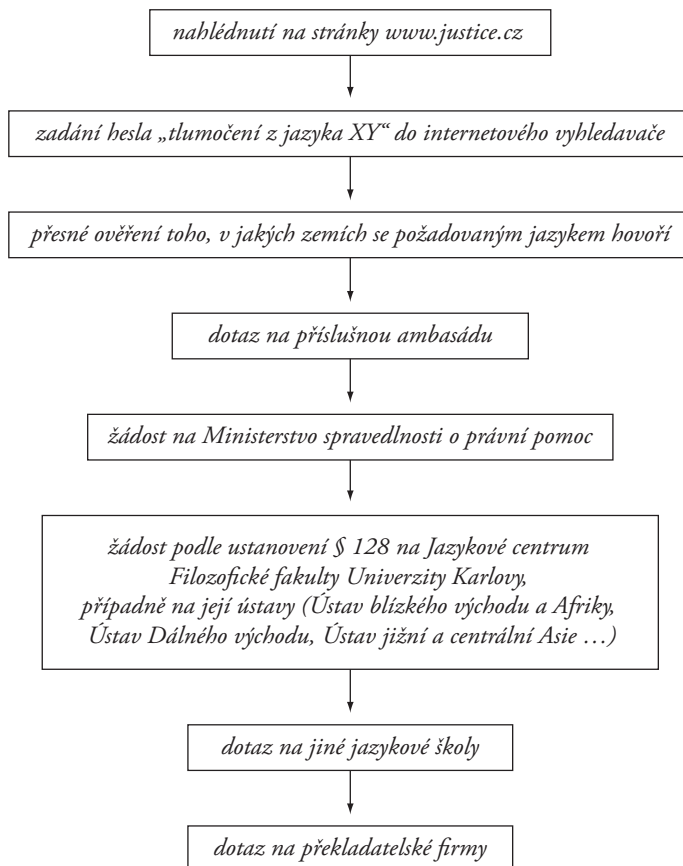 nahlédnutí na stránky www.justice.cz
zadání hesla „tlumočení z jazyka XY“ do internetového vyhledavače
přesné ověření toho, v jakých zemích se požadovaným jazykem hovoří
dotaz na příslušnou ambasádu
žádost na Ministerstvo spravedlnosti o právní pomoc
žádost podle ustanovení § 128 na Jazykové centrum
Filozofické fakulty Univerzity Karlovy,
případně na její ústavy (Ústav blízkého východu a Afriky,
Ústav Dálného východu, Ústav jižní a centrální Asie …)
dotaz na jiné jazykové školy
dotaz na překladatelské firmy